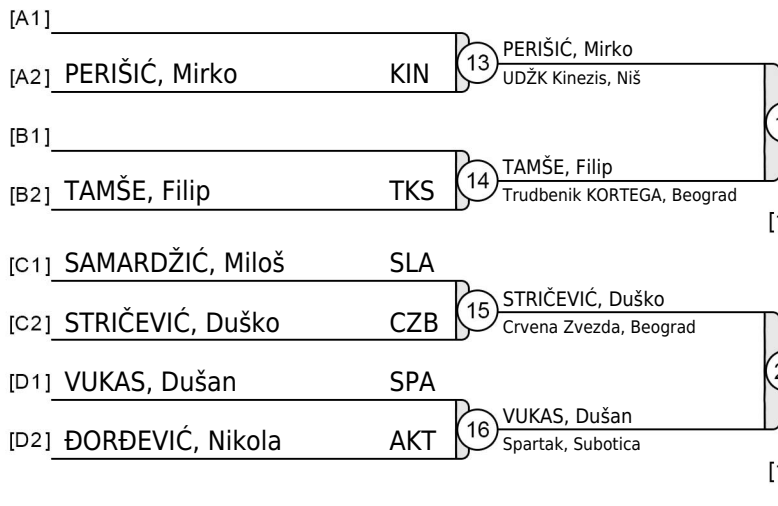 [A1]
[A2] PERIŠIĆ, Mirko KIN
13
PERIŠIĆ, Mirko
UDŽK Kinezis, Niš
[B1]
[B2] TAMŠE, Filip TKS
14
TAMŠE, Filip
Trudbenik KORTEGA, Beograd
[C1] SAMARDŽIĆ, Miloš SLA
[C2] STRIČEVIĆ, Duško CZB
15
STRIČEVIĆ, Duško
Crvena Zvezda, Beograd
[D1] VUKAS, Dušan SPA
[D2] ĐORĐEVIĆ, Nikola AKT
16
VUKAS, Dušan
Spartak, Subotica